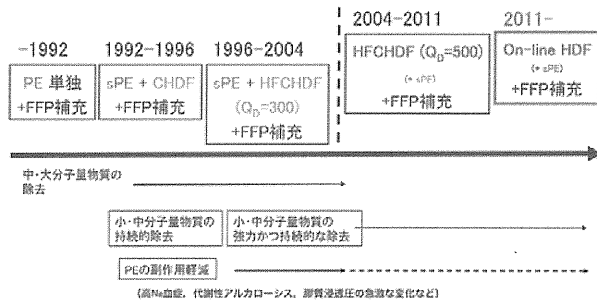 -1992
1992-1996
1996-2004
2004-2011
2011-
PE 単独
+FFP補充
sPE + CHDF
+FFP補充
sPE + HFCHDF
(QD=300)
+FFP補充
HFCHDF (QD=500)
(+ sPE)
+FFP補充
On-line HDF
(+ sPE)
+FFP補充
中・大分子量物質の
除去
小・中分子量物質の
持続的除去
小・中分子量物質の
強力かつ持続的な除去
PEの副作用軽減
(高Na血症, 代謝性アルカローシス, 膠質浸透圧の急激な変化など)